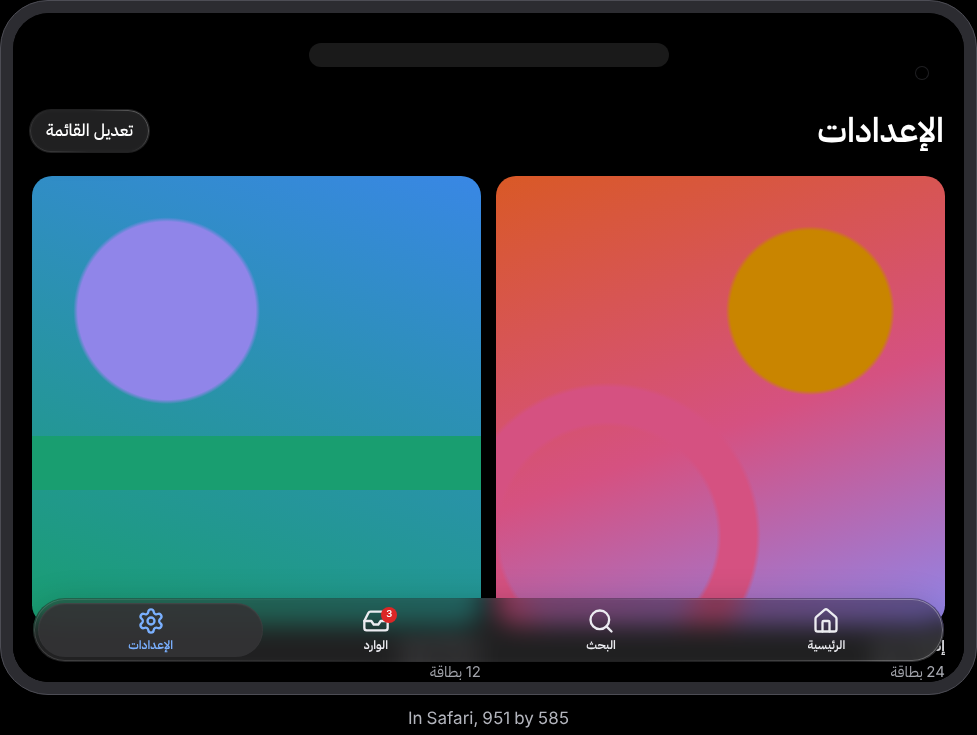 الإعدادات
تعديل القائمة
الرئيسية
البحث
3
الوارد
الإعدادات
24 بطاقة
12 بطاقة
In Safari, 951 by 585